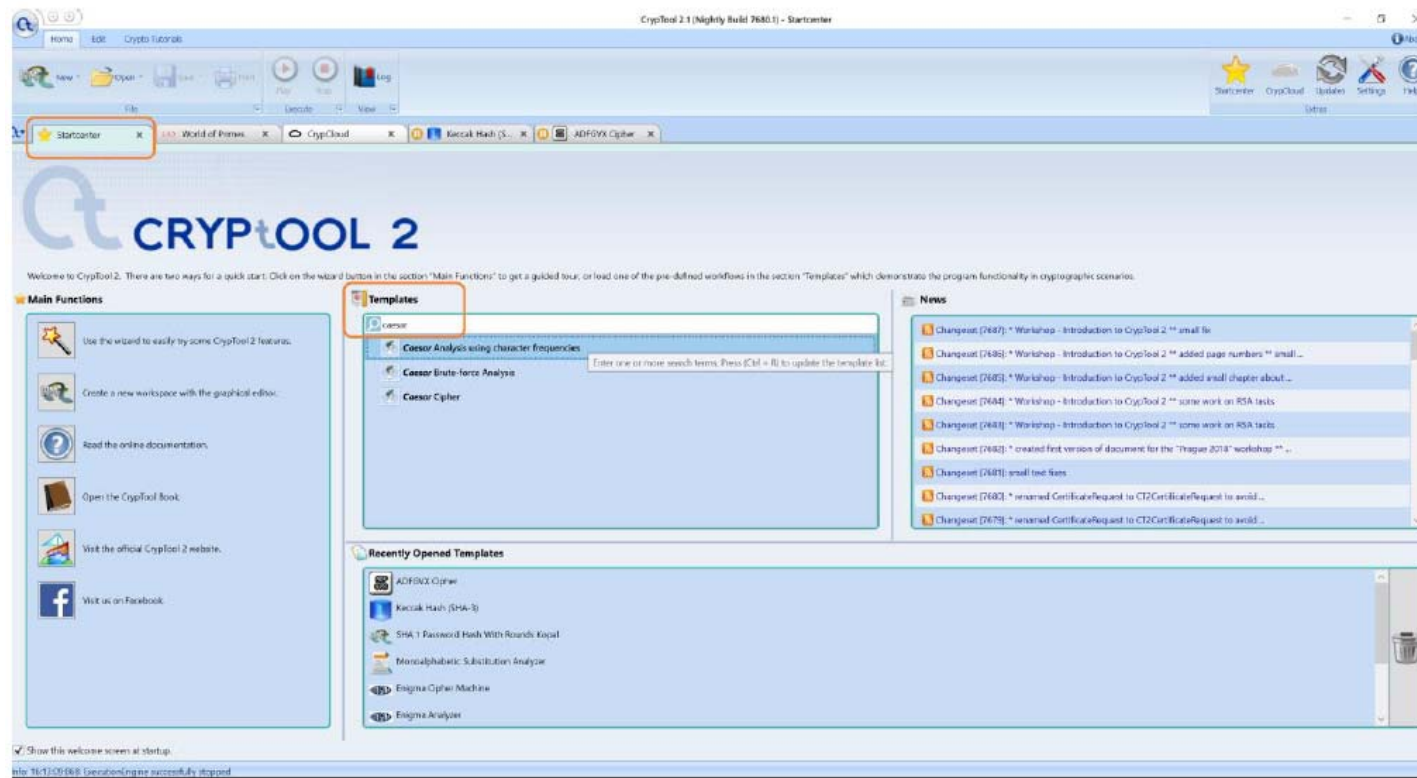 CrypTool 2.1 (Nightly Build 7680.1) - Startcenter
Home Edit Crypto Tutorials
New Open Save Print Play Stop Log
Startcenter CrypCloud Updates Settings Help
File Execute View Extras
Startcenter World of Primes CrypCloud Keccak Hash (S... ADFGVX Cipher
CRYPtOOL 2
Welcome to CrypTool 2. There are two ways for a quick start: Click on the wizard button in the section "Main Functions" to get a guided tour, or load one of the pre-defined workflows in the section "Templates" which demonstrate the program functionality in cryptographic scenarios.
Main Functions
Use the wizard to easily try some CrypTool 2 features.
Create a new workspace with the graphical editor.
Read the online documentation.
Open the CrypTool Book.
Visit the official CrypTool 2 website.
Visit us on Facebook.
Templates
caesar
Caesar Analysis using character frequencies
Enter one or more search terms. Press (Ctrl + R) to update the template list.
Caesar Brute-force Analysis
Caesar Cipher
News
Changeset [7687]: * Workshop - Introduction to CrypTool 2 ** small fix
Changeset [7686]: * Workshop - Introduction to CrypTool 2 ** added page numbers ** small ...
Changeset [7685]: * Workshop - Introduction to CrypTool 2 ** added small chapter about ...
Changeset [7684]: * Workshop - Introduction to CrypTool 2 ** some work on RSA tasks
Changeset [7683]: * Workshop - Introduction to CrypTool 2 ** some work on RSA tasks
Changeset [7682]: * created first version of document for the "Prague 2018" workshop ** ...
Changeset [7681]: small text fixes
Changeset [7680]: * renamed CertificateRequest to CT2CertificateRequest to avoid ...
Changeset [7679]: * renamed CertificateRequest to CT2CertificateRequest to avoid ...
Recently Opened Templates
ADFGVX Cipher
Keccak Hash (SHA-3)
SHA 1 Password Hash With Rounds Kopal
Monoalphabetic Substitution Analyzer
Enigma Cipher Machine
Enigma Analyzer
Show this welcome screen at startup.
ExecutionEngine successfully stopped